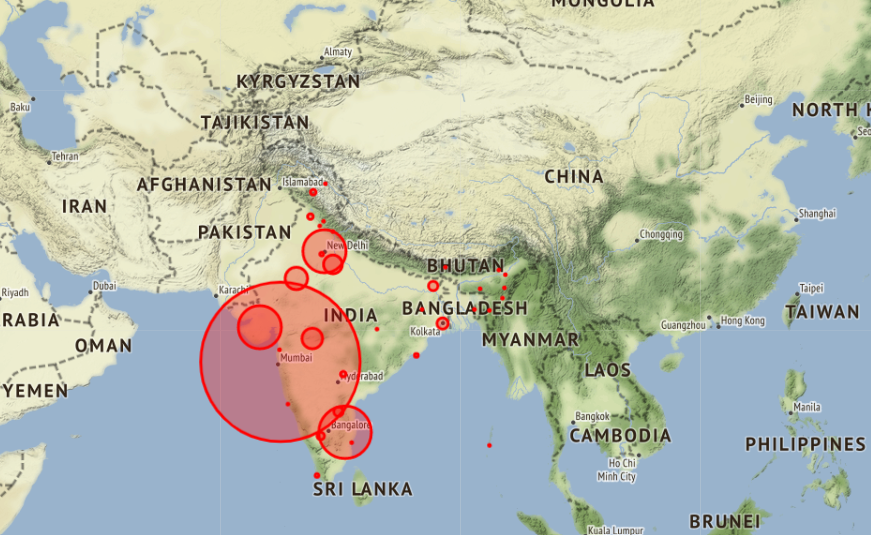 MONGOLIA
Almaty
KYRGYZSTAN
Baku
Beijing
NORTH K
TAJIKISTAN
Seo
Tehran
AFGHANISTAN
Islamabad
CHINA
IRAN
Shanghai
PAKISTAN
Chongqing
New Delhi
BHUTAN
Dubai
Karachi
Riyadh
Taipei
INDIA
BANGLADESH
TAIWAN
RABIA
Guangzhou
Hong Kong
Kolkata
OMAN
MYANMAR
Mumbai
LAOS
Hyderabad
YEMEN
Manila
Bangkok
Bangalore
CAMBODIA
PHILIPPINES
Ho Chi
Minh City
SRI LANKA
BRUNEI
Kuala Lumpur